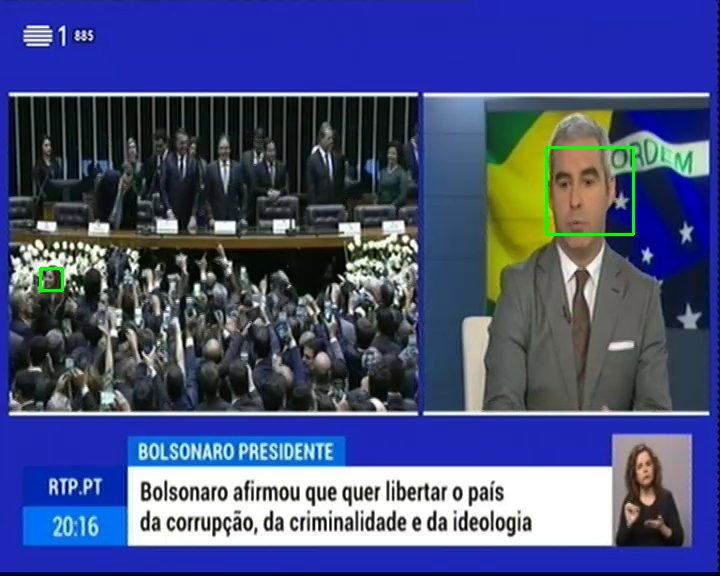 1 885
ORDEM
BOLSONARO PRESIDENTE
RTP.PT
Bolsonaro afirmou que quer libertar o país
20:16
da corrupção, da criminalidade e da ideologia